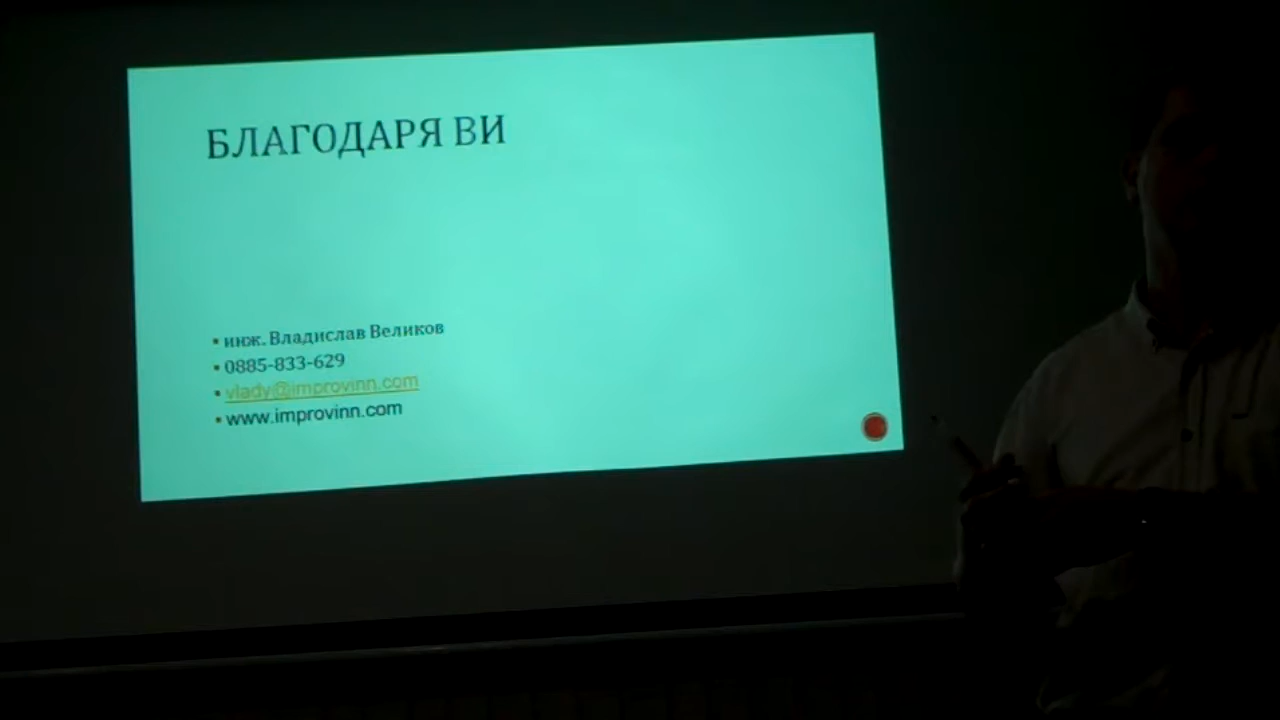 БЛАГОДАРЯ ВИ
инж. Владислав Великов
0885-833-629
vlady@improvinn.com
www.improvinn.com